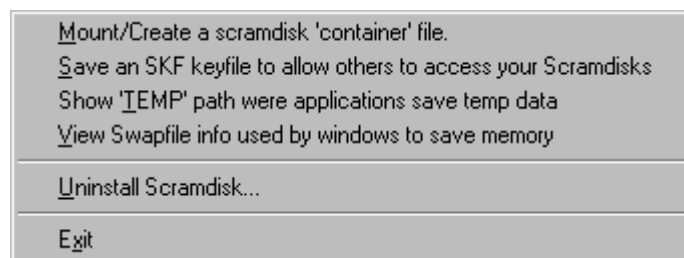 Mount/Create a scramdisk 'container' file.
Save an SKF keyfile to allow others to access your Scramdisks
Show 'TEMP' path were applications save temp data
View Swapfile info used by windows to save memory
Uninstall Scramdisk...
Exit